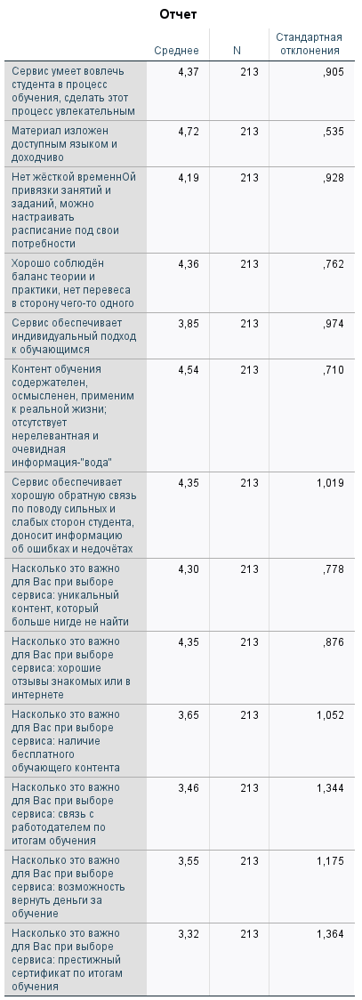 Отчет
Среднее N Стандартная отклонения
Сервис умеет вовлечь 4,37 213 ,905
студента в процесс
обучения, сделать этот
процесс увлекательным
Материал изложен 4,72 213 ,535
доступным языком и
доходчиво
Нет жёсткой временнОй 4,19 213 ,928
привязки занятий и
заданий, можно
настраивать
расписание под свои
потребности
Хорошо соблюдён 4,36 213 ,762
баланс теории и
практики, нет перевеса
в сторону чего-то одного
Сервис обеспечивает 3,85 213 ,974
индивидуальный подход
к обучающимся
Контент обучения 4,54 213 ,710
содержателен,
осмысленен, применим
к реальной жизни;
отсутствует
нерелевантная и
очевидная
информация-"вода"
Сервис обеспечивает 4,35 213 1,019
хорошую обратную связь
по поводу сильных и
слабых сторон студента,
доносит информацию
об ошибках и недочётах
Насколько это важно 4,30 213 ,778
для Вас при выборе
сервиса: уникальный
контент, который
больше нигде не найти
Насколько это важно 4,35 213 ,876
для Вас при выборе
сервиса: хорошие
отзывы знакомых или в
интернете
Насколько это важно 3,65 213 1,052
для Вас при выборе
сервиса: наличие
бесплатного
обучающего контента
Насколько это важно 3,46 213 1,344
для Вас при выборе
сервиса: связь с
работодателем по
итогам обучения
Насколько это важно 3,55 213 1,175
для Вас при выборе
сервиса: возможность
вернуть деньги за
обучение
Насколько это важно 3,32 213 1,364
для Вас при выборе
сервиса: престижный
сертификат по итогам
обучения